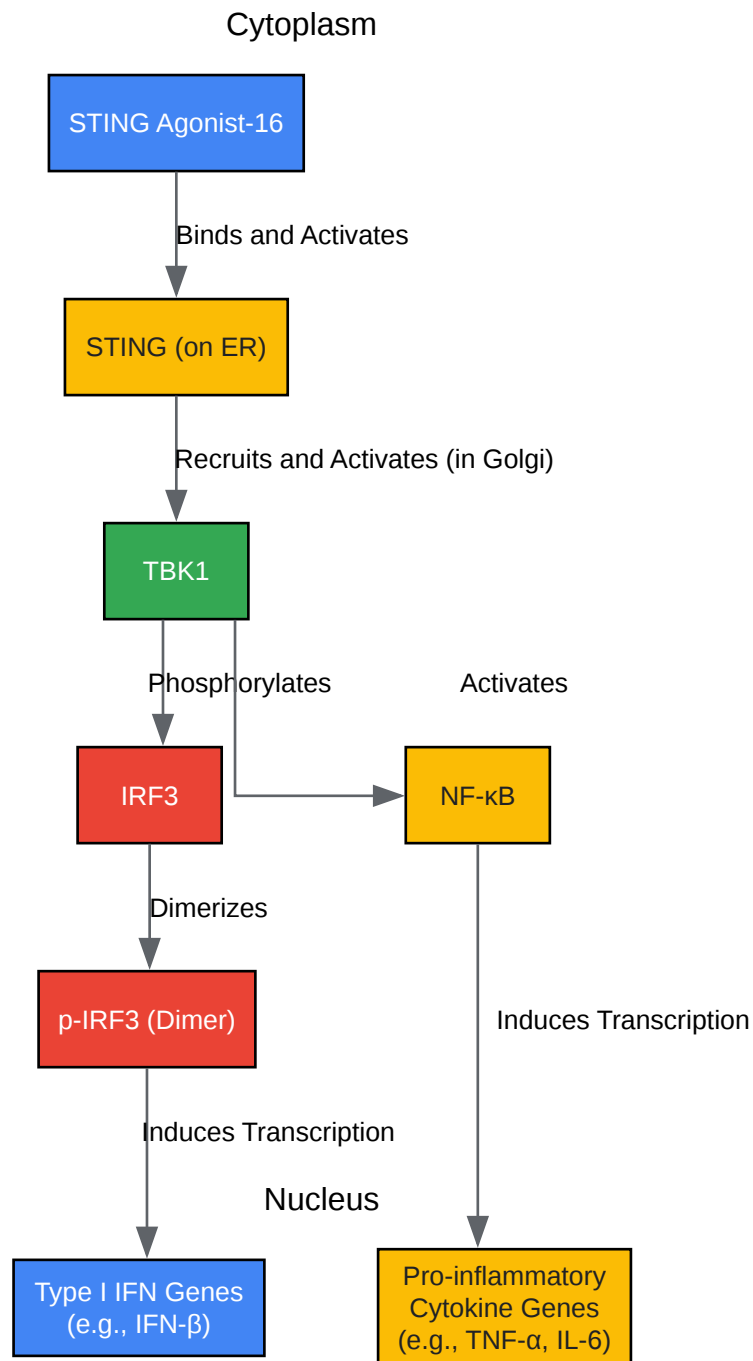 Cytoplasm
STING Agonist-16
Binds and Activates
STING (on ER)
Recruits and Activates (in Golgi)
TBK1
Phosphorylates
Activates
IRF3
NF-κB
Dimerizes
p-IRF3 (Dimer)
Induces Transcription
Induces Transcription
Nucleus
Type I IFN Genes
(e.g., IFN-β)
Pro-inflammatory
Cytokine Genes
(e.g., TNF-α, IL-6)